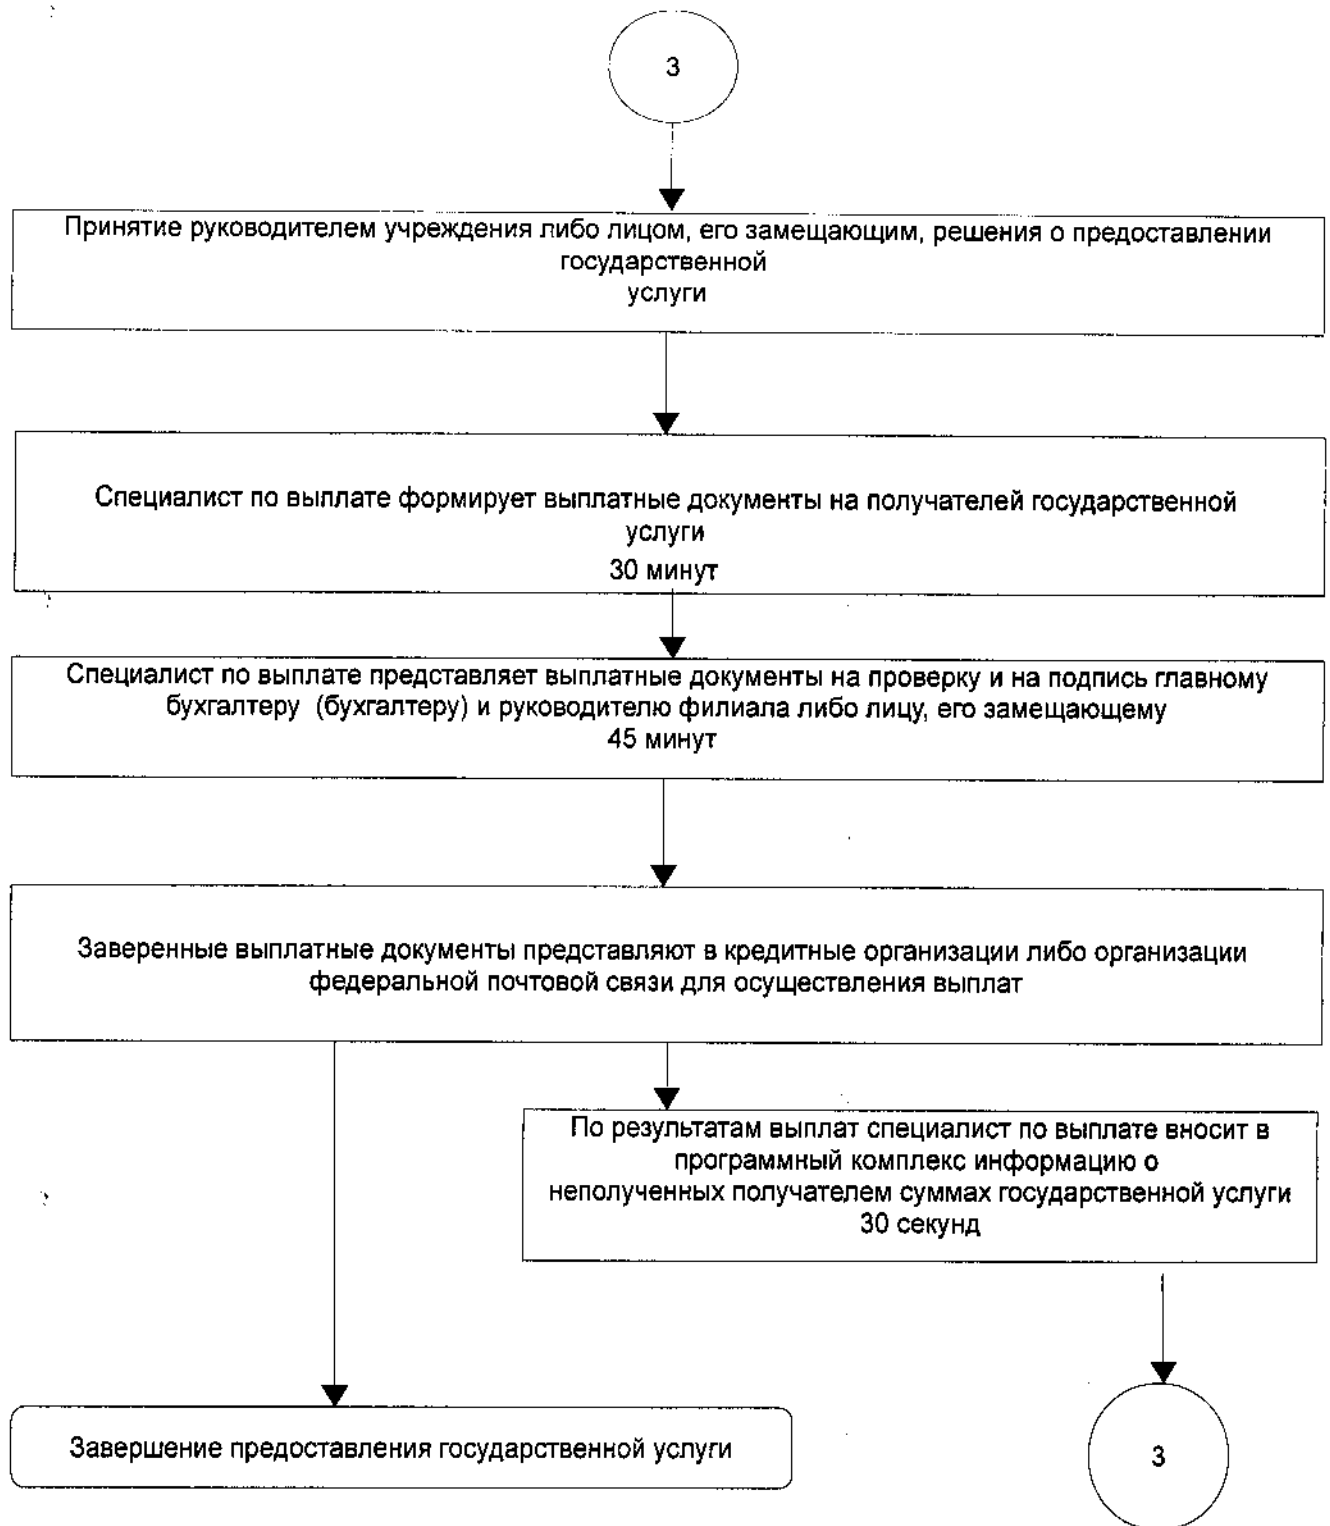 3
Принятие руководителем учреждения либо лицом, его замещающим, решения о предоставлении
государственной
услуги
Специалист по выплате формирует выплатные документы на получателей государственной
услуги
30 минут
Специалист по выплате представляет выплатные документы на проверку и на подпись главному
бухгалтеру (бухгалтеру) и руководителю филиала либо лицу, его замещающему
45 минут
Заверенные выплатные документы представляют в кредитные организации либо организации
федеральной почтовой связи для осуществления выплат
По результатам выплат специалист по выплате вносит в
программный комплекс информацию о
неполученных получателем суммах государственной услуги
30 секунд
Завершение предоставления государственной услуги
3